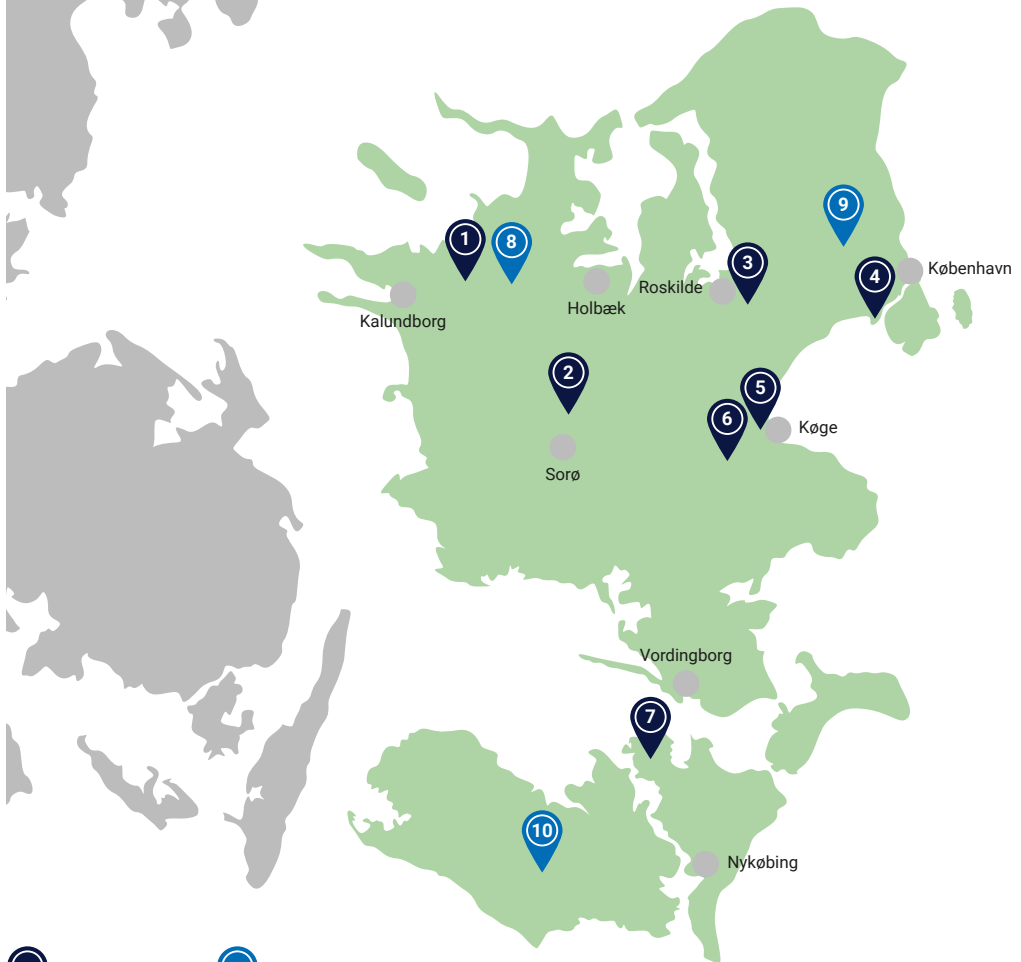 9
1
8
3
4
København
Roskilde
Holbæk
Kalundborg
2
5
6
Køge
Sorø
Vordingborg
7
10
Nykøbing